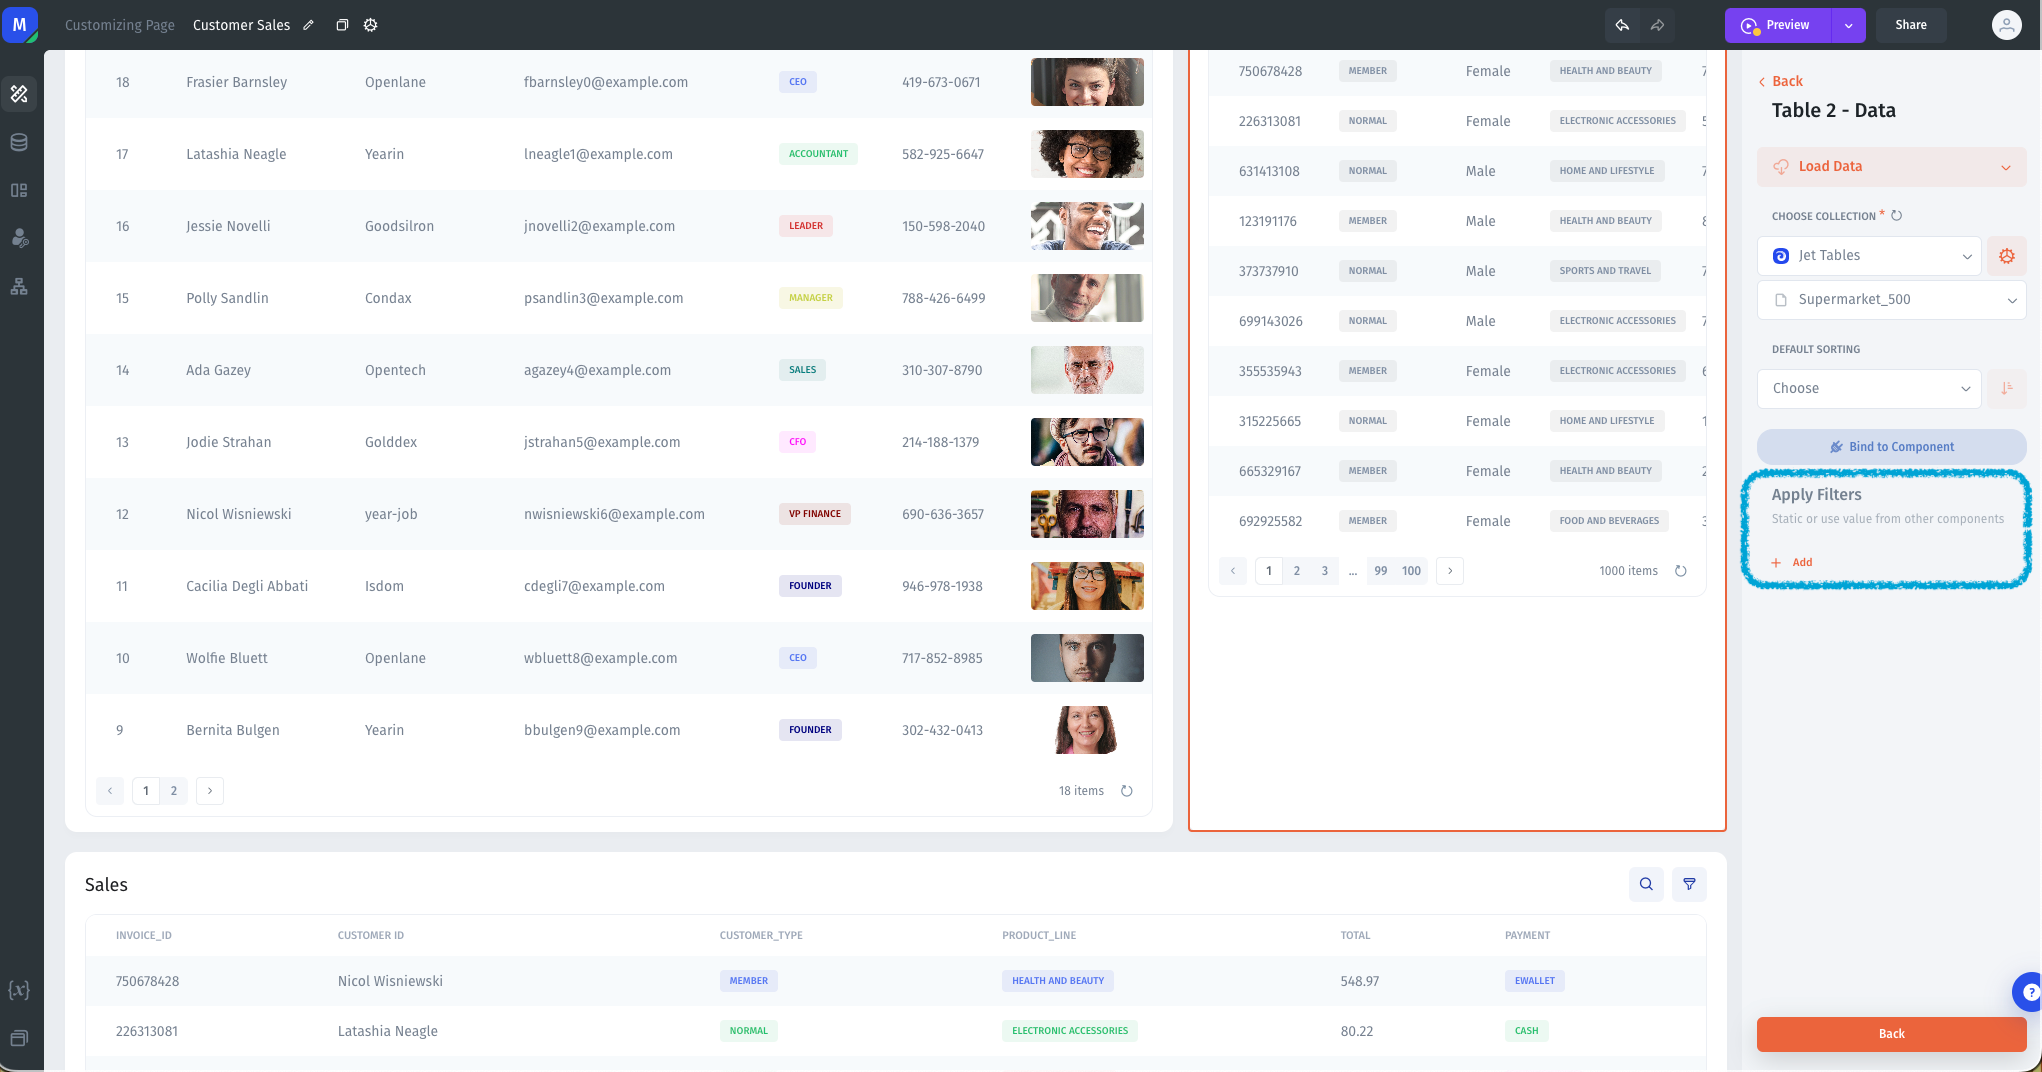 M
Customizing Page Customer Sales
Preview
Share
18 Frasier Barnsley Openlane fbarnsley0@example.com CEO 419-673-0671
17 Latashia Neagle Yearin lneagle1@example.com ACCOUNTANT 582-925-6647
16 Jessie Novelli Goodsilron jnovelli2@example.com LEADER 150-598-2040
15 Polly Sandlin Condax psandlin3@example.com MANAGER 788-426-6499
14 Ada Gazey Opentech agazey4@example.com SALES 310-307-8790
13 Jodie Strahan Golddex jstrahan5@example.com CFO 214-188-1379
12 Nicol Wisniewski year-job nwisniewski6@example.com VP FINANCE 690-636-3657
11 Cacilia Degli Abbati Isdom cdegli7@example.com FOUNDER 946-978-1938
10 Wolfie Bluett Openlane wbluett8@example.com CEO 717-852-8985
9 Bernita Bulgen Yearin bbulgen9@example.com FOUNDER 302-432-0413
1 2
18 items
750678428 MEMBER Female HEALTH AND BEAUTY
226313081 NORMAL Female ELECTRONIC ACCESSORIES
631413108 NORMAL Male HOME AND LIFESTYLE
123191176 MEMBER Male HEALTH AND BEAUTY
373737910 NORMAL Male SPORTS AND TRAVEL
699143026 NORMAL Male ELECTRONIC ACCESSORIES
355535943 MEMBER Female ELECTRONIC ACCESSORIES
315225665 NORMAL Female HOME AND LIFESTYLE
665329167 MEMBER Female HEALTH AND BEAUTY
692925582 MEMBER Female FOOD AND BEVERAGES
1 2 3 ... 99 100
1000 items
Sales
INVOICE_ID CUSTOMER ID CUSTOMER_TYPE PRODUCT_LINE TOTAL PAYMENT
750678428 Nicol Wisniewski MEMBER HEALTH AND BEAUTY 548.97 EWALLET
226313081 Latashia Neagle NORMAL ELECTRONIC ACCESSORIES 80.22 CASH
Back
Table 2 - Data
Load Data
CHOOSE COLLECTION *
Jet Tables
Supermarket_500
DEFAULT SORTING
Choose
Bind to Component
Apply Filters
Static or use value from other components
+ Add
?
Back
{x}